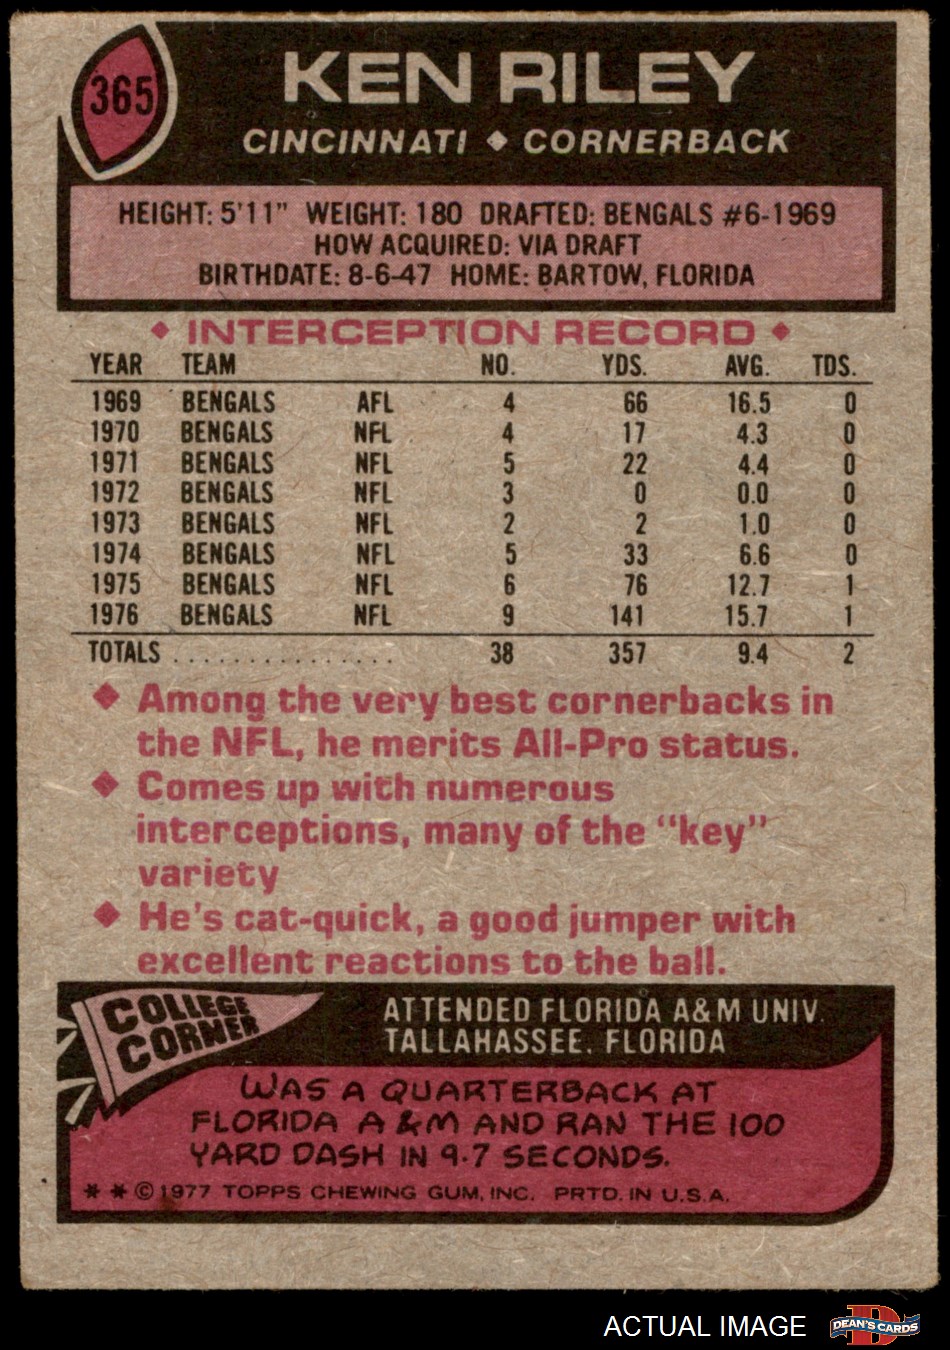 365
KEN RILEY
CINCINNATI ◆ CORNERBACK
HEIGHT: 5'11" WEIGHT: 180 DRAFTED: BENGALS #6-1969
HOW ACQUIRED: VIA DRAFT
BIRTHDATE: 8-6-47 HOME: BARTOW, FLORIDA
◆ INTERCEPTION RECORD ◆
YEAR TEAM NO. YDS. AVG. TDS.
1969 BENGALS AFL 4 66 16.5 0
1970 BENGALS NFL 4 17 4.3 0
1971 BENGALS NFL 5 22 4.4 0
1972 BENGALS NFL 3 0 0.0 0
1973 BENGALS NFL 2 2 1.0 0
1974 BENGALS NFL 5 33 6.6 0
1975 BENGALS NFL 6 76 12.7 1
1976 BENGALS NFL 9 141 15.7 1
TOTALS ............... 38 357 9.4 2
◆ Among the very best cornerbacks in
the NFL, he merits All-Pro status.
◆ Comes up with numerous
interceptions, many of the "key"
variety
◆ He's cat-quick, a good jumper with
excellent reactions to the ball.
COLLEGE
CORNER
ATTENDED FLORIDA A&M UNIV.
TALLAHASSEE, FLORIDA
WAS A QUARTERBACK AT
FLORIDA A&M AND RAN THE 100
YARD DASH IN 9.7 SECONDS.
* * © 1977 TOPPS CHEWING GUM, INC. PRTD. IN U.S.A.
ACTUAL IMAGE
D
DEAN'S CARDS